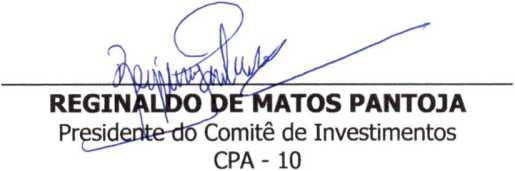 REGINALDO DE MATOS PANTOJA
Presidente do Comitê de Investimentos
CPA - 10